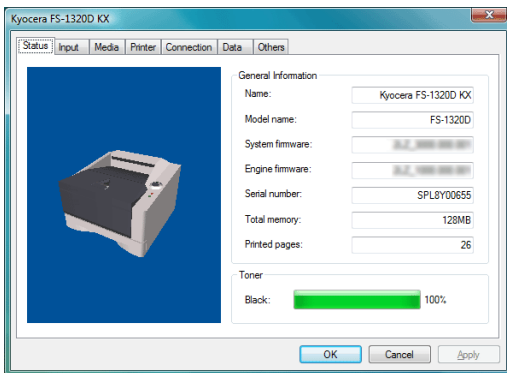 Kyocera FS-1320D KX
Status Input Media Printer Connection Data Others
General Information
Name: Kyocera FS-1320D KX
Model name: FS-1320D
System firmware:
Engine firmware:
Serial number: SPL8Y00655
Total memory: 128MB
Printed pages: 26
Toner
Black: 100%
OK Cancel Apply